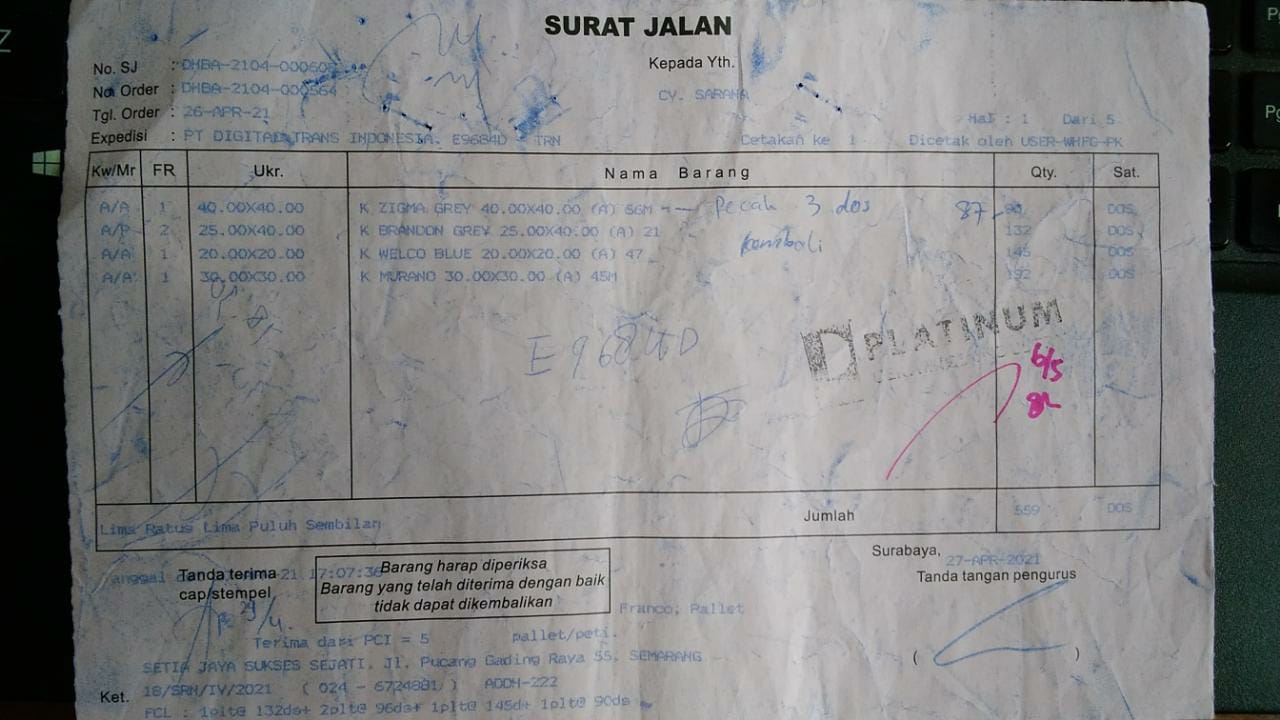 SURAT JALAN
No. SJ : DHBA-2104-000608
Kepada Yth.
No. Order : DHBA-2104-000564
CV. SARANA
Tgl. Order : 26-APR-21
Hal : 1 Dari 5
Expedisi : PT DIGITAL TRANS INDONESIA. E9684D - TRN
Cetakan ke 1 Dicetak oleh USER-WHFG-PK
Kw/Mr FR Ukr. Nama Barang Qty. Sat.
A/A 1 40.00X40.00 K ZIGMA GREY 40.00X40.00 (A) 56M Pecah 3 dos 87 90 DOS
A/P 2 25.00X40.00 K BRANDON GREY 25.00X40.00 (A) 21 132 DOS
kembali
A/A 1 20.00X20.00 K WELCO BLUE 20.00X20.00 (A) 47 145 DOS
A/A 1 30.00X30.00 K MURANO 30.00X30.00 (A) 45M 192 DOS
E9684D
PLATINUM
6/5
Lima Ratus Lima Puluh Sembilan
Jumlah 559 DOS
Surabaya, 27-APR-2021
Tanda terima
cap/stempel
17:07:36
Barang harap diperiksa
Barang yang telah diterima dengan baik
tidak dapat dikembalikan
Tanda tangan pengurus
Franco, Pallet
29/4.
Terima dari PCI = 5 pallet/peti.
( )
SETIA JAYA SUKSES SEJATI. Jl. Pucang Gading Raya 55. SEMARANG
Ket. 18/SRN/IV/2021 ( 024 - 6724881/ ) ADDM-222
FCL : 1plt@ 132ds+ 2plt@ 96ds+ 1plt@ 145d+ 1plt@ 90ds